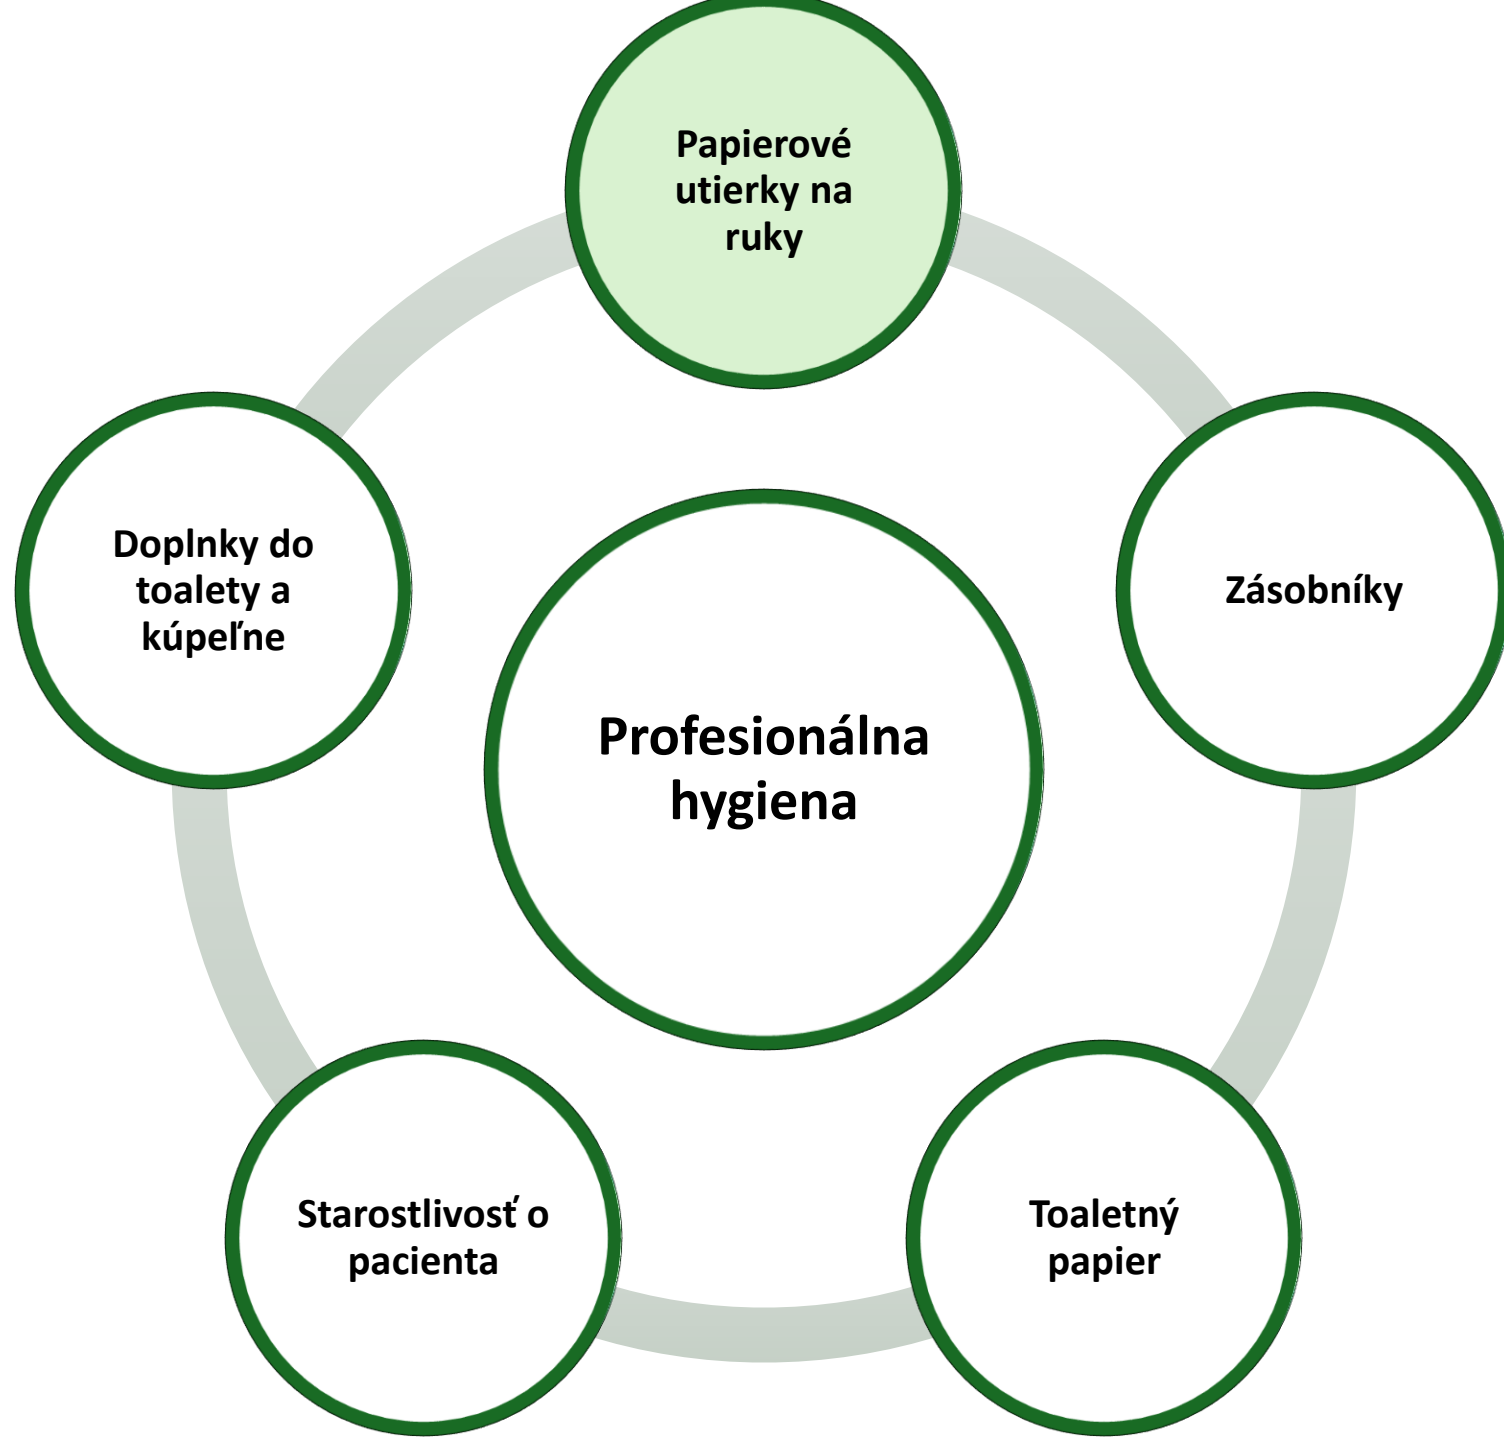 Papierové
utierky na
ruky
Doplnky do
toalety a
kúpeľne
Zásobníky
Profesionálna
hygiena
Starostlivosť o
pacienta
Toaletný
papier